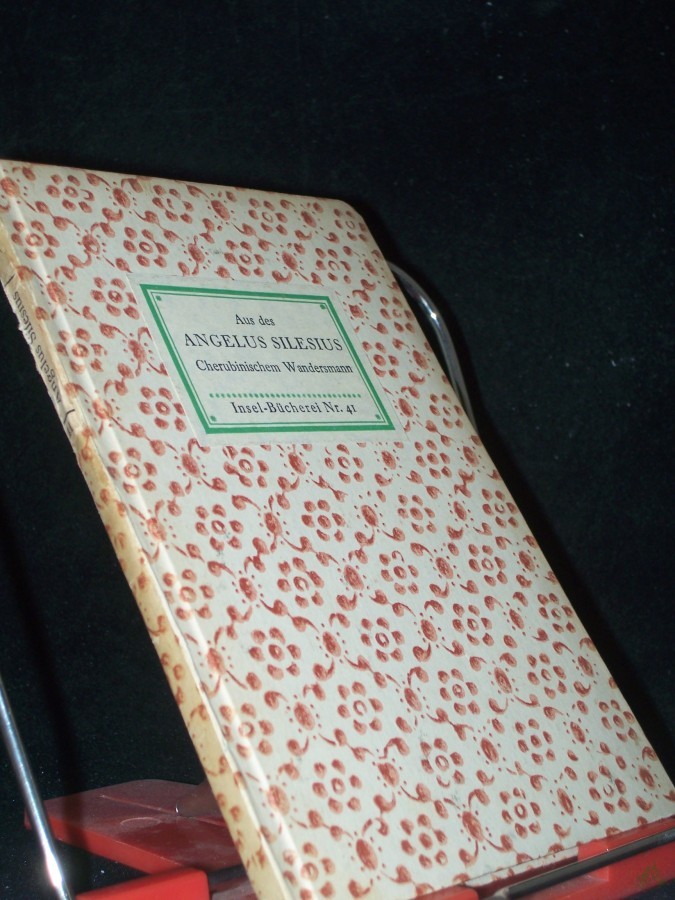 Aus des
ANGELUS SILESIUS
Cherubinischem Wandersmann
Insel-Bücherei Nr. 41
Angelus Silesius